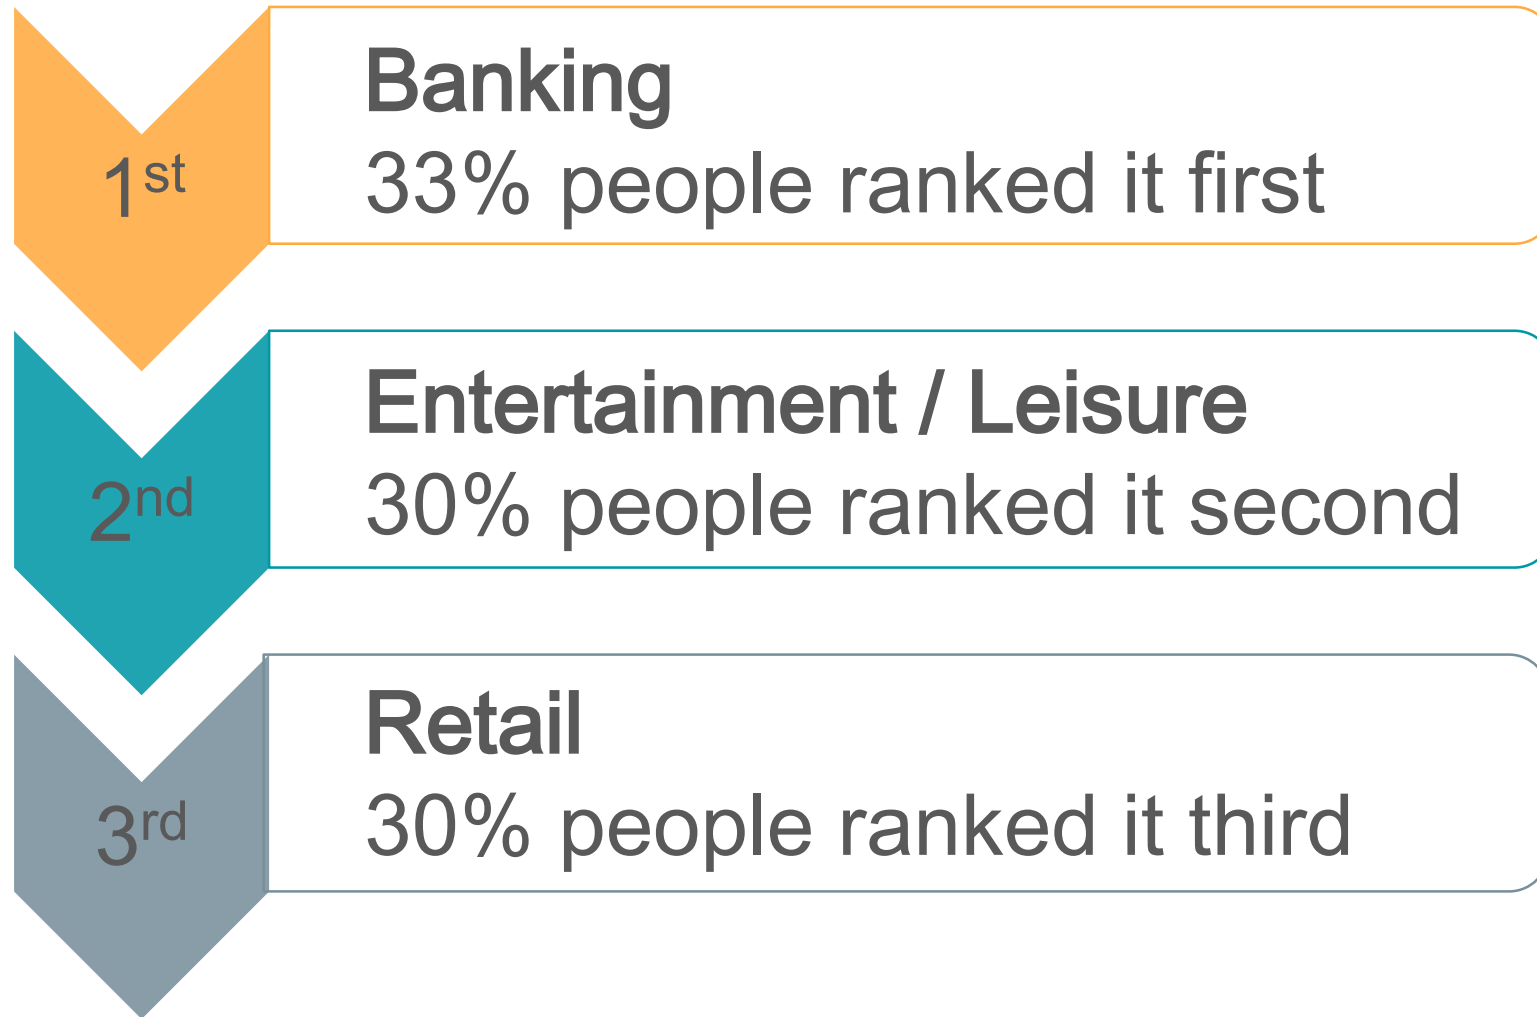 1st
Banking
33% people ranked it first
2nd
Entertainment / Leisure
30% people ranked it second
3rd
Retail
30% people ranked it third